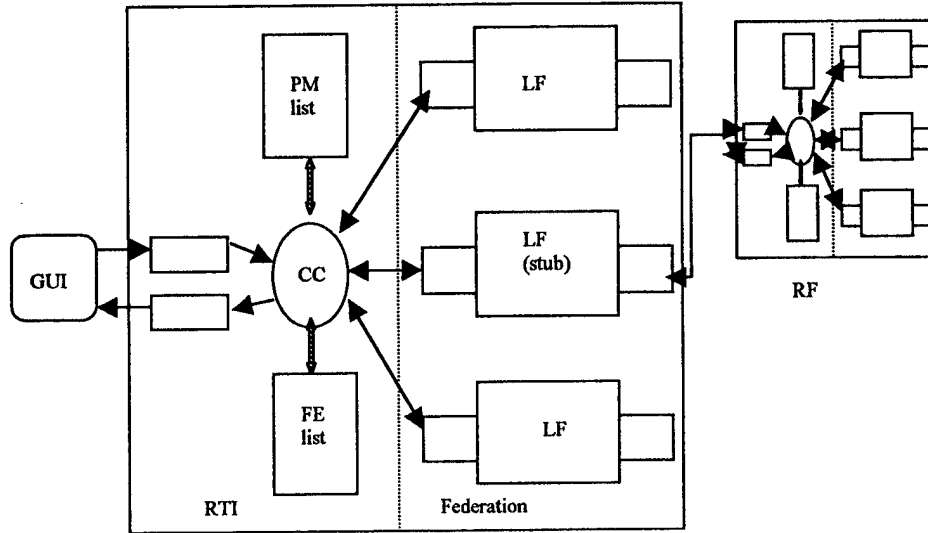 PM
list
LF
GUI
CC
LF
(stub)
RF
FE
list
LF
RTI
Federation